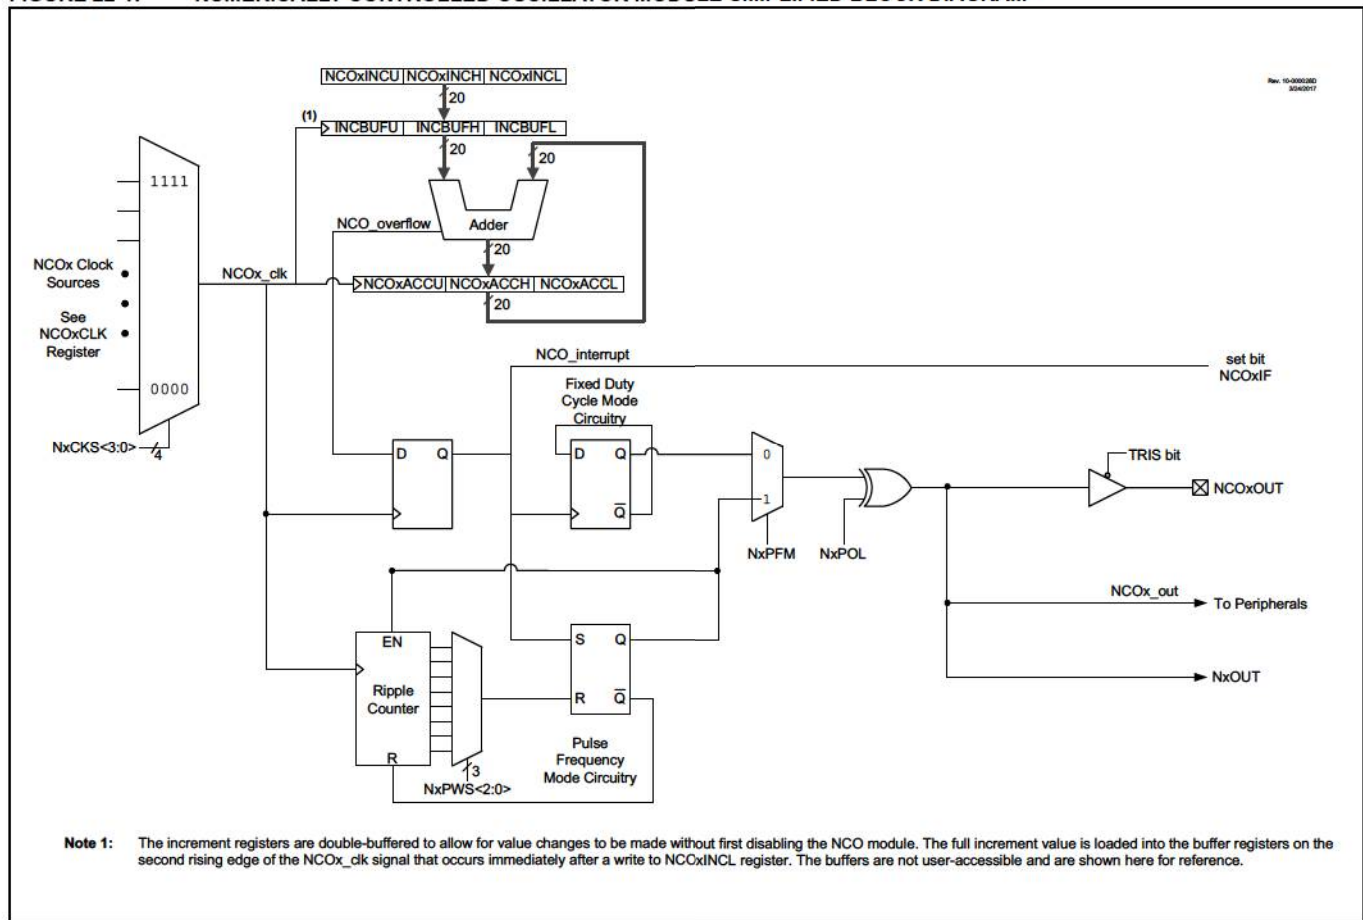 NCOxINCU NCOxINCH NCOxINCL
Rev. 10-000028D
3/24/2017
20
(1)
INCBUFU INCBUFH INCBUFL
20
20
1111
NCO_overflow
Adder
20
NCOx Clock
Sources
See
NCOxCLK
Register
NCOx_clk
NCOxACCU NCOxACCH NCOxACCL
20
NCO_interrupt
set bit
NCOxIF
0000
Fixed Duty
Cycle Mode
Circuitry
NxCKS<3:0>
4
D Q
D Q
Q
0
1
TRIS bit
NCOxOUT
NxPFM
NxPOL
NCOx_out
To Peripherals
EN
S Q
Ripple
Counter
R Q
NxOUT
R
3
NxPWS<2:0>
Pulse
Frequency
Mode Circuitry
Note 1: The increment registers are double-buffered to allow for value changes to be made without first disabling the NCO module. The full increment value is loaded into the buffer registers on the
second rising edge of the NCOx_clk signal that occurs immediately after a write to NCOxINCL register. The buffers are not user-accessible and are shown here for reference.